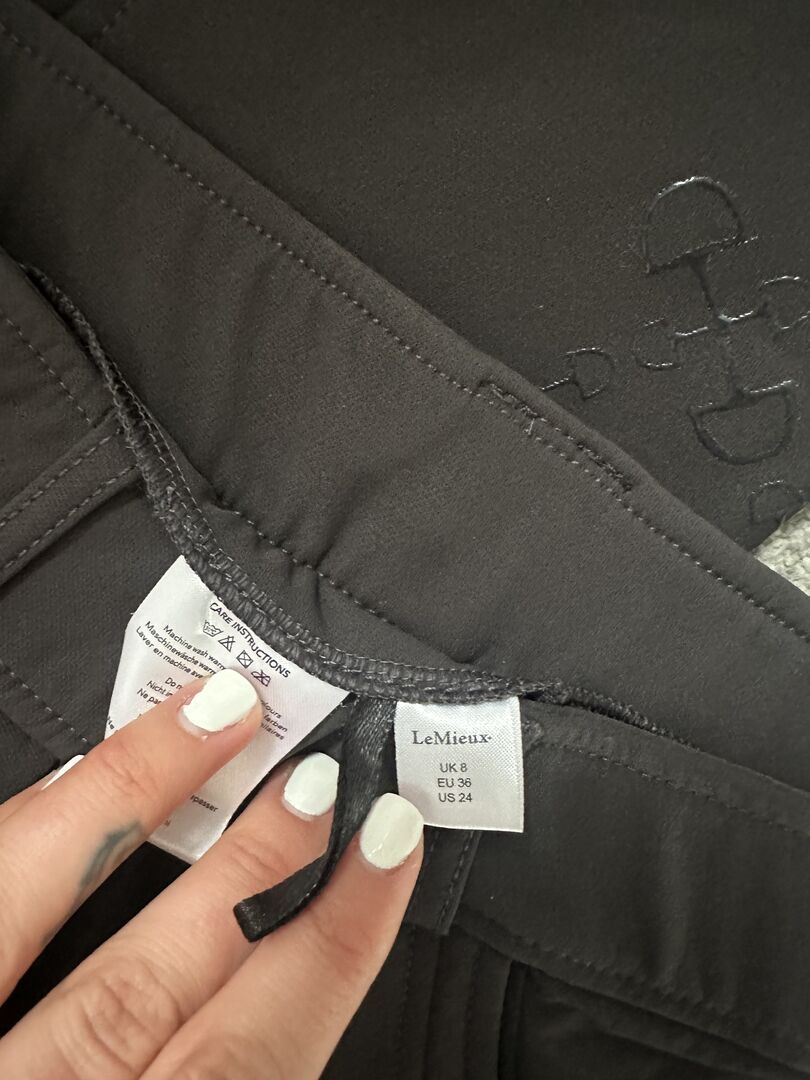 CARE INSTRUCTIONS
Machine wash warm
Maschinenwäsche warm
Laver en machine
Do
Nicht
Ne pas
LeMieux
UK 8
EU 36
US 24